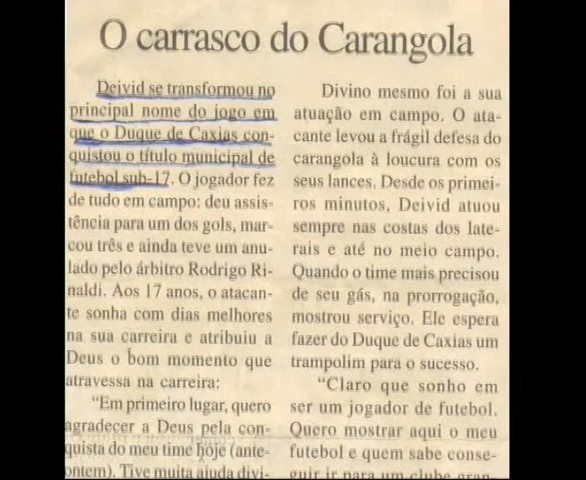 O carrasco do Carangola
Deivid se transformou no
principal nome do jogo em
que o Duque de Caxias con-
quistou o título municipal de
futebol sub-17. O jogador fez
de tudo em campo: deu assis-
tência para um dos gols, mar-
cou três e ainda teve um anu-
lado pelo árbitro Rodrigo Ri-
naldi. Aos 17 anos, o atacan-
te sonha com dias melhores
na sua carreira e atribuiu a
Deus o bom momento que
atravessa na carreira:
"Em primeiro lugar, quero
agradecer a Deus pela con-
quista do meu time hoje (ante-
ontem). Tive muita ajuda divi-
Divino mesmo foi a sua
atuação em campo. O ata-
cante levou a frágil defesa do
carangola à loucura com os
seus lances. Desde os primei-
ros minutos, Deivid atuou
sempre nas costas dos late-
rais e até no meio campo.
Quando o time mais precisou
de seu gás, na prorrogação,
mostrou serviço. Ele espera
fazer do Duque de Caxias um
trampolim para o sucesso.
"Claro que sonho em
ser um jogador de futebol.
Quero mostrar aqui o meu
futebol e quem sabe conse-
guir ir para um clube gran-